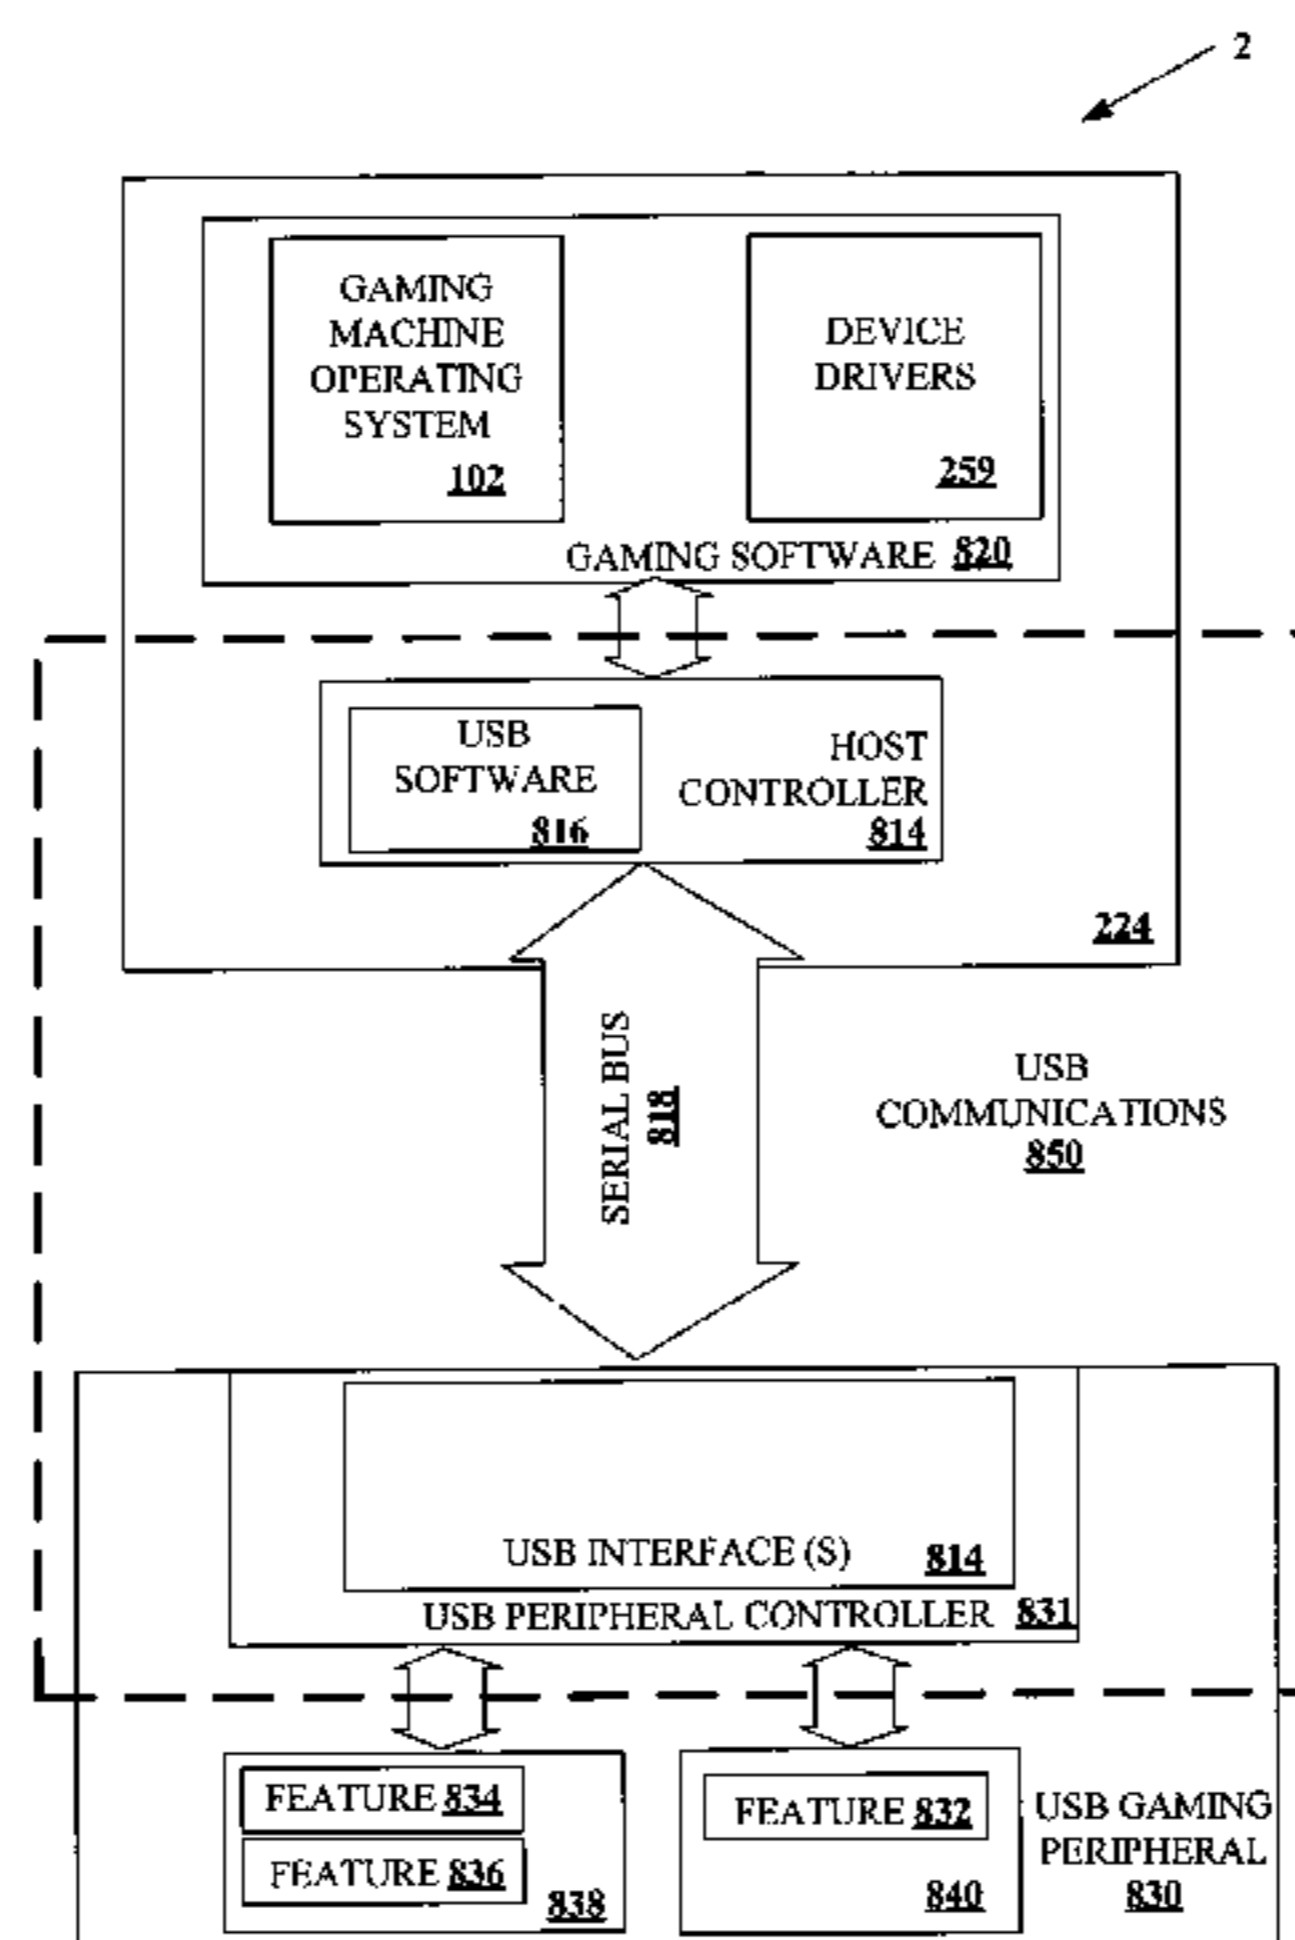 2
GAMING
MACHINE
OPERATING
SYSTEM
102
DEVICE
DRIVERS
259
GAMING SOFTWARE 820
USB
SOFTWARE
816
HOST
CONTROLLER
814
224
SERIAL BUS
818
USB
COMMUNICATIONS
850
USB INTERFACE (S) 814
USB PERIPHERAL CONTROLLER 831
FEATURE 834
FEATURE 836
838
FEATURE 832
840
USB GAMING
PERIPHERAL
830